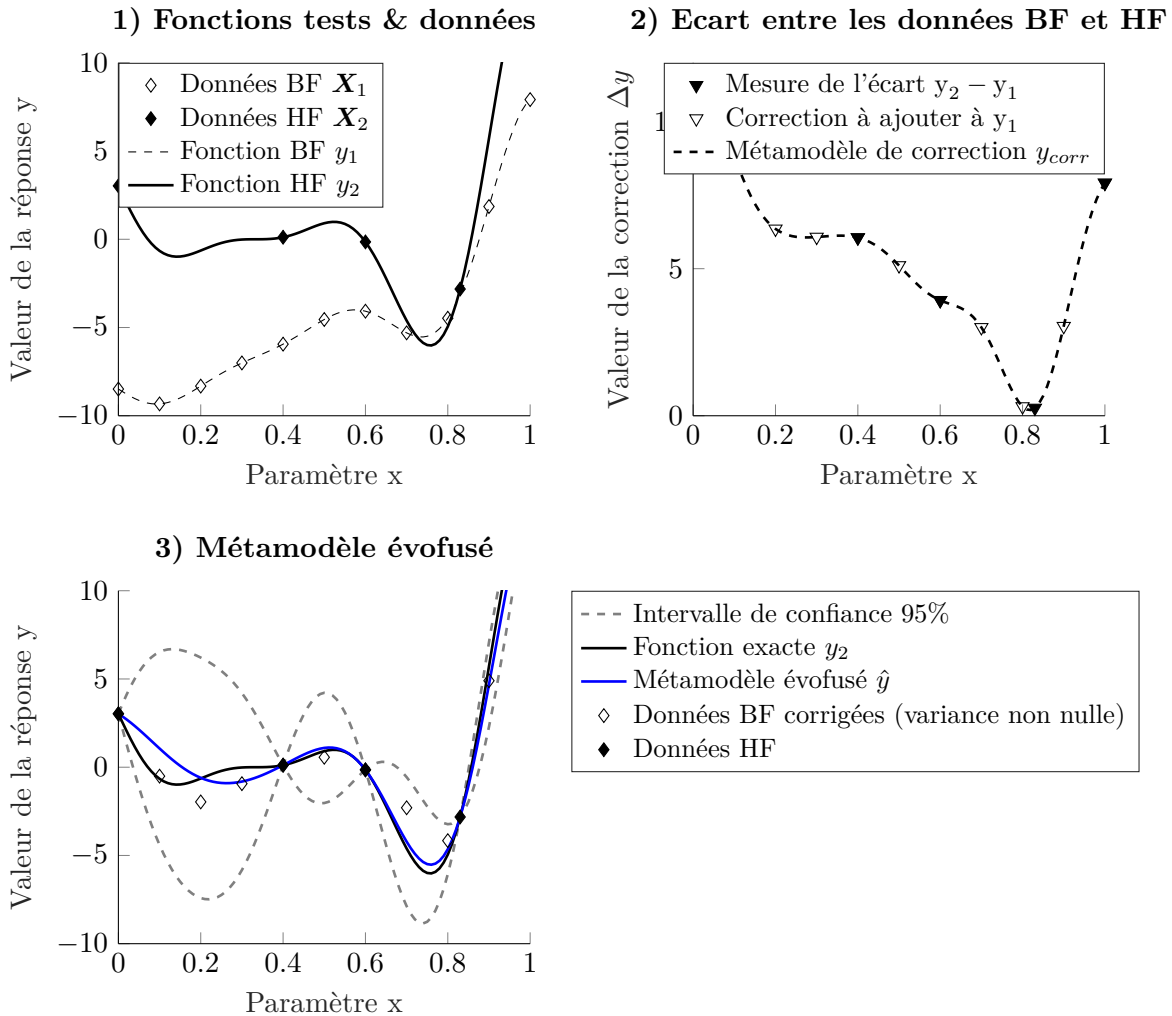 1) Fonctions tests & données
10
5
0
−5
−10
0
0.2
0.4
0.6
0.8
1
Valeur de la réponse y
Paramètre x
Données BF X1
Données HF X2
Fonction BF y1
Fonction HF y2
2) Ecart entre les données BF et HF
1
5
0
0
0.2
0.4
0.6
0.8
1
Valeur de la correction Δy
Paramètre x
Mesure de l'écart y2 − y1
Correction à ajouter à y1
Métamodèle de correction ycorr
3) Métamodèle évofusé
10
5
0
−5
−10
0
0.2
0.4
0.6
0.8
1
Valeur de la réponse y
Paramètre x
Intervalle de confiance 95%
Fonction exacte y2
Métamodèle évofusé ŷ
Données BF corrigées (variance non nulle)
Données HF